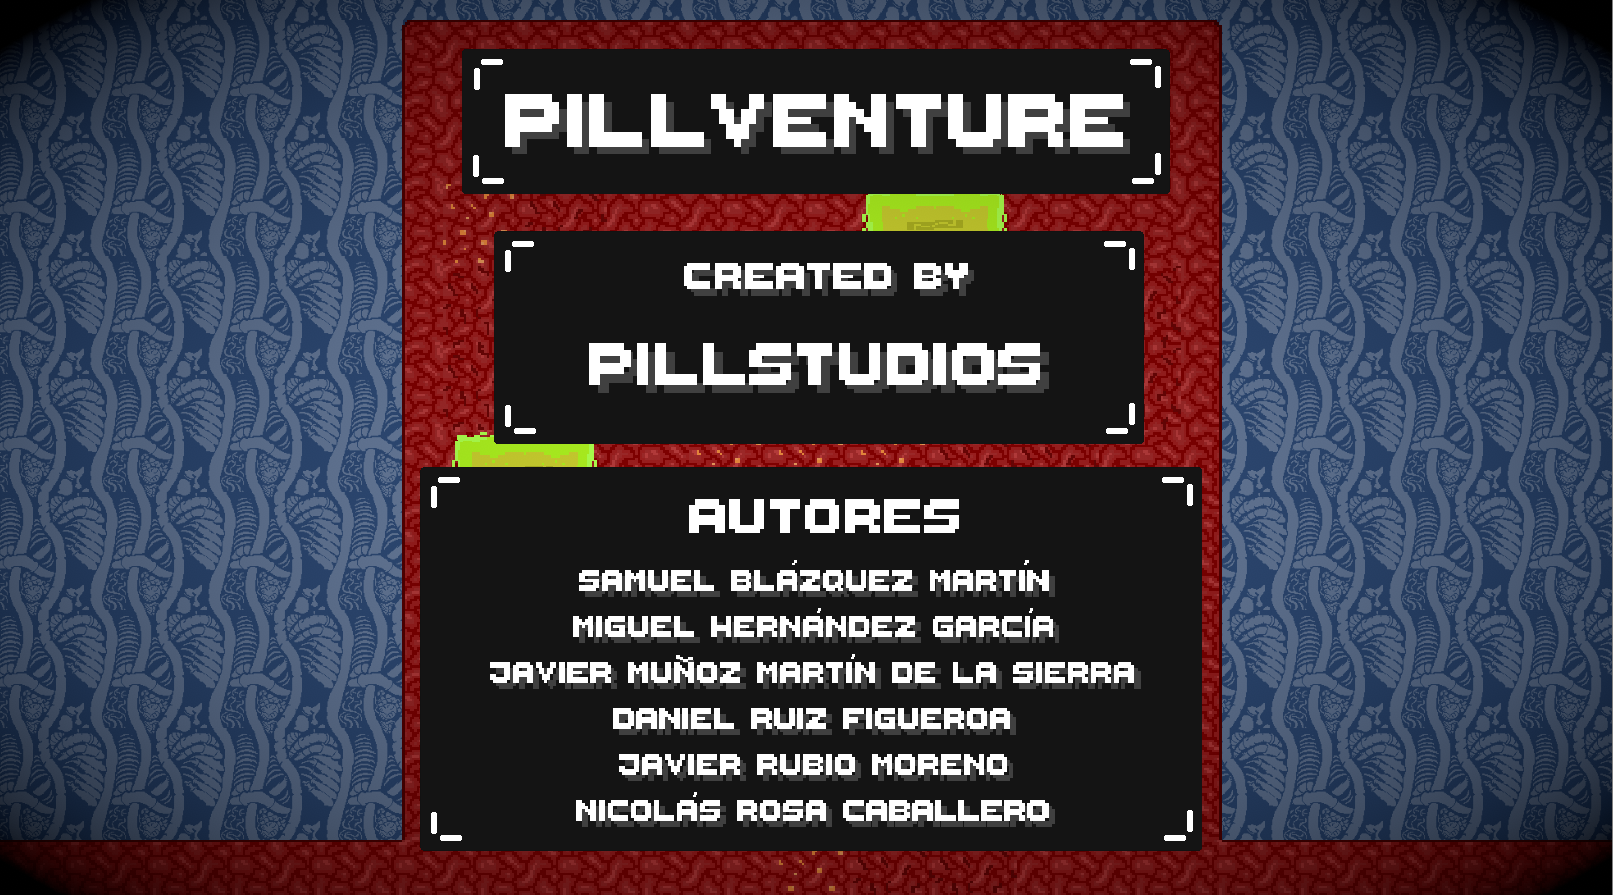 PILLVENTURE
CREATED BY
PILLSTUDIOS
AUTORES
SAMUEL BLÁZQUEZ MARTÍN
MIGUEL HERNÁNDEZ GARCÍA
JAVIER MUÑOZ MARTÍN DE LA SIERRA
DANIEL RUIZ FIGUEROA
JAVIER RUBIO MORENO
NICOLÁS ROSA CABALLERO